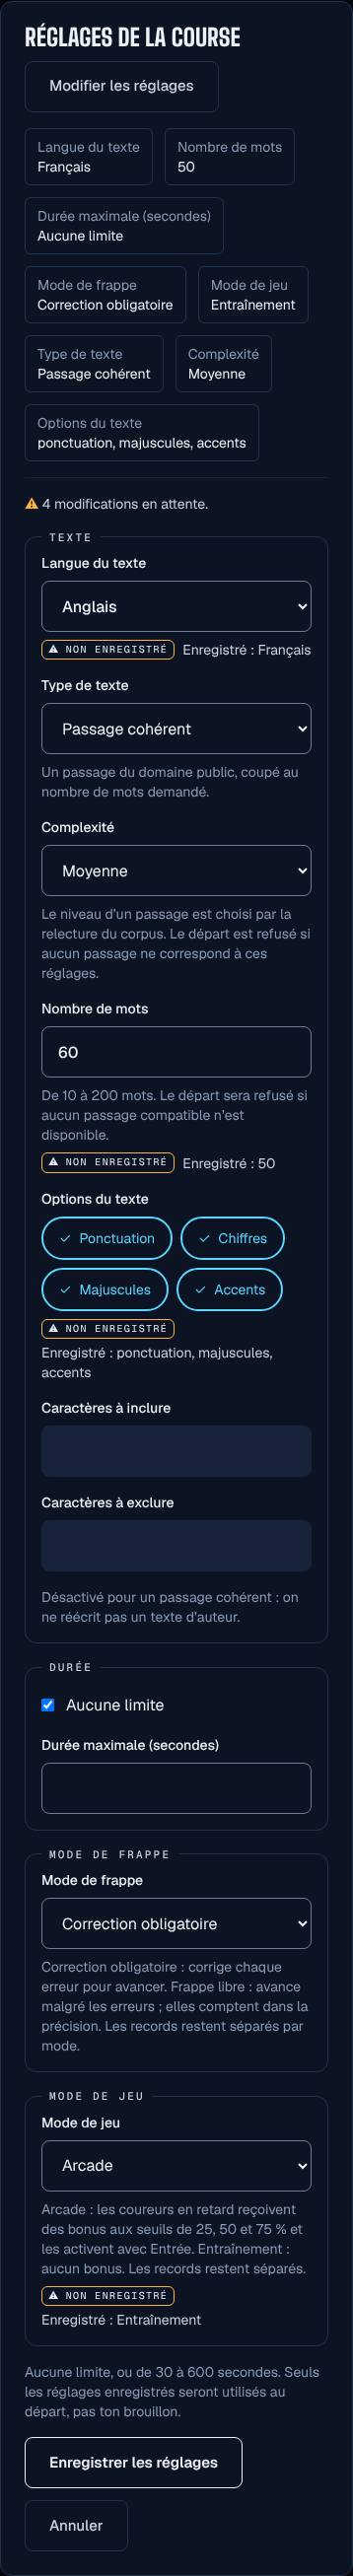 RÉGLAGES DE LA COURSE
Modifier les réglages
Langue du texte
Français
Nombre de mots
50
Durée maximale (secondes)
Aucune limite
Mode de frappe
Correction obligatoire
Mode de jeu
Entraînement
Type de texte
Passage cohérent
Complexité
Moyenne
Options du texte
ponctuation, majuscules, accents
⚠ 4 modifications en attente.
TEXTE
Langue du texte
Anglais
⚠ NON ENREGISTRÉ Enregistré : Français
Type de texte
Passage cohérent
Un passage du domaine public, coupé au
nombre de mots demandé.
Complexité
Moyenne
Le niveau d’un passage est choisi par la
relecture du corpus. Le départ est refusé si
aucun passage ne correspond à ces
réglages.
Nombre de mots
60
De 10 à 200 mots. Le départ sera refusé si
aucun passage compatible n’est
disponible.
⚠ NON ENREGISTRÉ Enregistré : 50
Options du texte
✓ Ponctuation ✓ Chiffres
✓ Majuscules ✓ Accents
⚠ NON ENREGISTRÉ
Enregistré : ponctuation, majuscules,
accents
Caractères à inclure
Caractères à exclure
Désactivé pour un passage cohérent : on
ne réécrit pas un texte d’auteur.
DURÉE
Aucune limite
Durée maximale (secondes)
MODE DE FRAPPE
Mode de frappe
Correction obligatoire
Correction obligatoire : corrige chaque
erreur pour avancer. Frappe libre : avance
malgré les erreurs ; elles comptent dans la
précision. Les records restent séparés par
mode.
MODE DE JEU
Mode de jeu
Arcade
Arcade : les coureurs en retard reçoivent
des bonus aux seuils de 25, 50 et 75 % et
les activent avec Entrée. Entraînement :
aucun bonus. Les records restent séparés.
⚠ NON ENREGISTRÉ
Enregistré : Entraînement
Aucune limite, ou de 30 à 600 secondes. Seuls
les réglages enregistrés seront utilisés au
départ, pas ton brouillon.
Enregistrer les réglages
Annuler